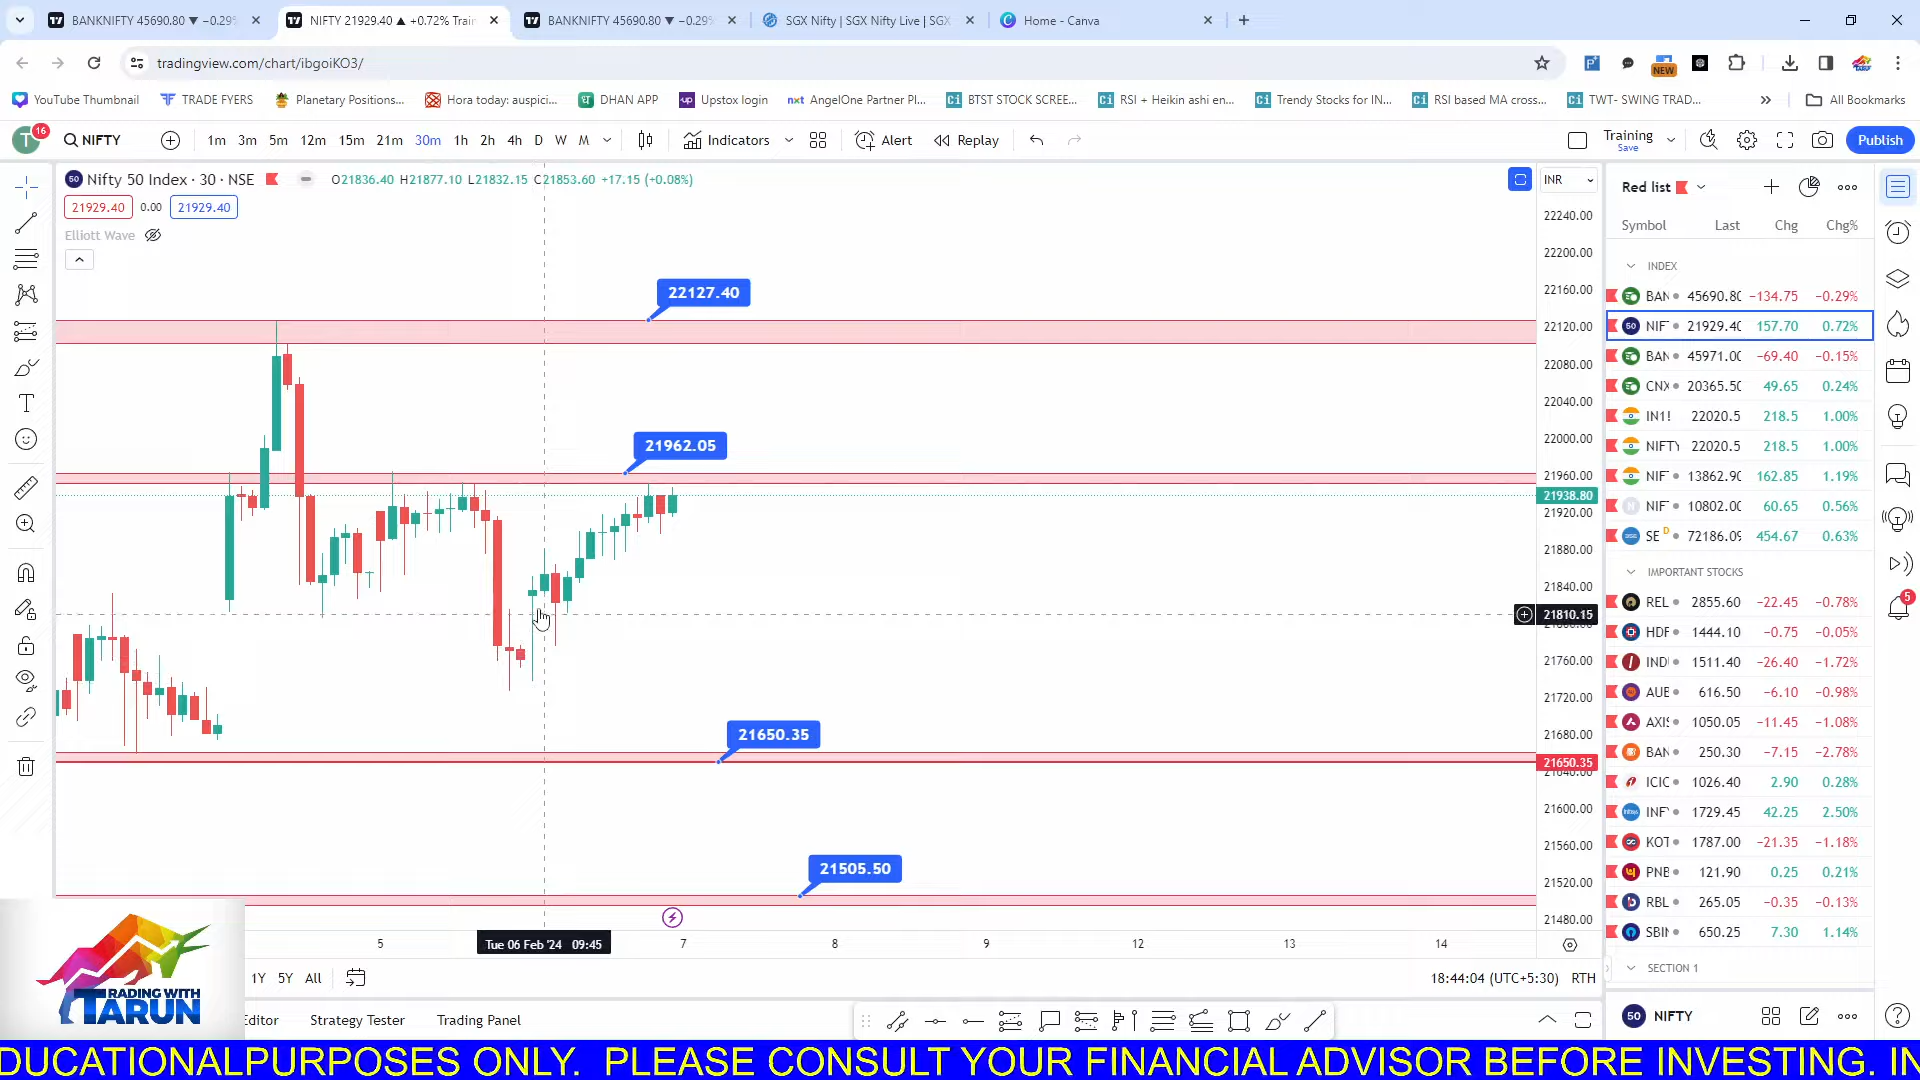 BANKNIFTY 45690.80 ▼ −0.29%
NIFTY 21929.40 ▲ +0.72% Train
BANKNIFTY 45690.80 ▼ −0.29%
SGX Nifty | SGX Nifty Live | SGX
Home - Canva
tradingview.com/chart/ibgoiKO3/
NEW
YouTube Thumbnail
TRADE FYERS
Planetary Positions...
Hora today: auspici...
DHAN APP
Upstox login
AngelOne Partner Pl...
BTST STOCK SCREE...
RSI + Heikin ashi en...
Trendy Stocks for IN...
RSI based MA cross...
TWT- SWING TRAD...
All Bookmarks
T 16 NIFTY
1m 3m 5m 12m 15m 21m 30m 1h 2h 4h D W M
Indicators
Alert
Replay
Training
Save
Publish
Nifty 50 Index · 30 · NSE
O21836.40 H21877.10 L21832.15 C21853.60 +17.15 (+0.08%)
21929.40 0.00 21929.40
Elliott Wave
INR
22240.00
22200.00
22160.00
22120.00
22080.00
22040.00
22000.00
21960.00
21938.80
21920.00
21880.00
21840.00
21810.15
21760.00
21720.00
21680.00
21650.35
21600.00
21560.00
21520.00
21480.00
22127.40
21962.05
21650.35
21505.50
5
Tue 06 Feb '24 09:45
7 8 9 12 13 14
1Y 5Y All
18:44:04 (UTC+5:30) RTH
Editor
Strategy Tester
Trading Panel
Red list
Symbol Last Chg Chg%
INDEX
BAN 45690.80 −134.75 −0.29%
NIF 21929.40 157.70 0.72%
BAN 45971.00 −69.40 −0.15%
CNX 20365.50 49.65 0.24%
IN1! 22020.5 218.5 1.00%
NIFTY 22020.5 218.5 1.00%
NIF 13862.90 162.85 1.19%
NIF 10802.00 60.65 0.56%
SE D 72186.09 454.67 0.63%
IMPORTANT STOCKS
REL 2855.60 −22.45 −0.78%
HDF 1444.10 −0.75 −0.05%
IND 1511.40 −26.40 −1.72%
AUB 616.50 −6.10 −0.98%
AXIS 1050.05 −11.45 −1.08%
BAN 250.30 −7.15 −2.78%
ICIC 1026.40 2.90 0.28%
INFY 1729.45 42.25 2.50%
KOT 1787.00 −21.35 −1.18%
PNB 121.90 0.25 0.21%
RBL 265.05 −0.35 −0.13%
SBIN 650.25 7.30 1.14%
SECTION 1
50 NIFTY
5
TRADING WITH
TARUN
DUCATIONALPURPOSES ONLY. PLEASE CONSULT YOUR FINANCIAL ADVISOR BEFORE INVESTING. IN